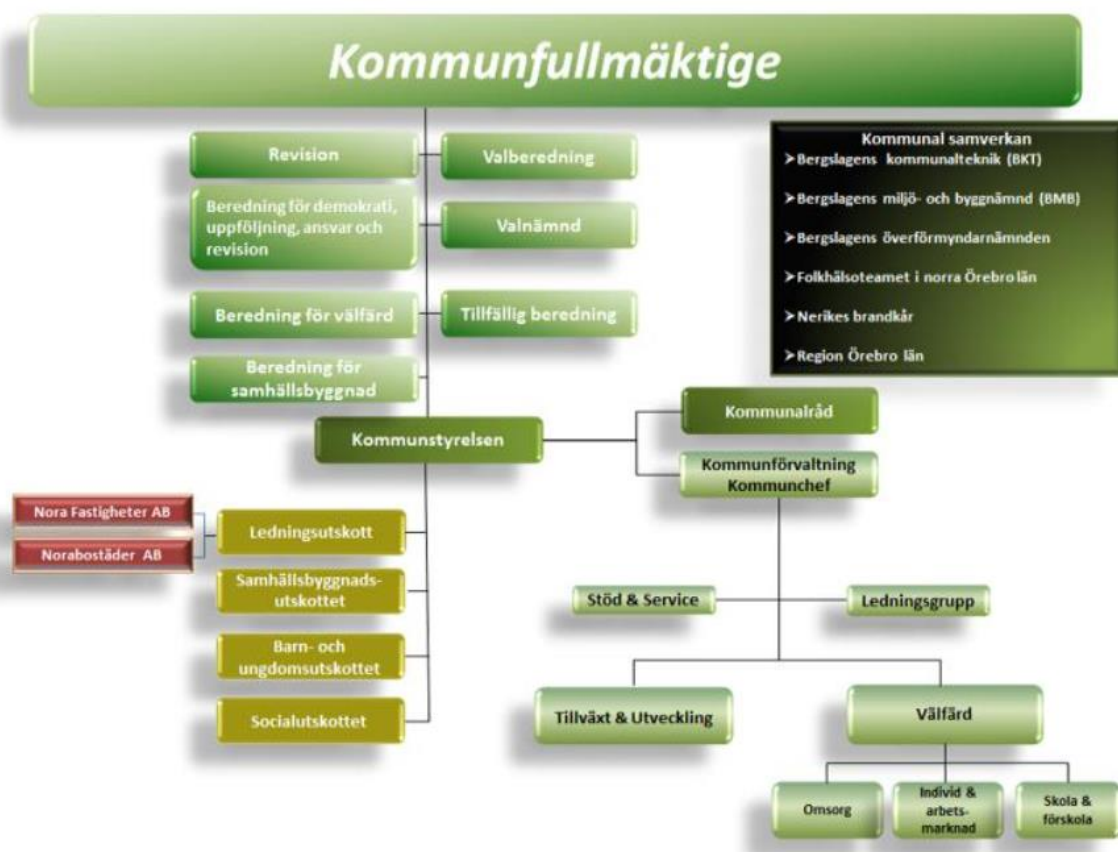 Kommunfullmäktige
Revision
Valberedning
Beredning för demokrati,
uppföljning, ansvar och
revision
Valnämnd
Beredning för välfärd
Tillfällig beredning
Beredning för
samhällsbyggnad
Kommunal samverkan
➤Bergslagens kommunalteknik (BKT)
➤Bergslagens miljö- och byggnämnd (BMB)
➤Bergslagens överförmyndarnämnden
➤Folkhälsoteamet i norra Örebro län
➤Nerikes brandkår
➤Region Örebro län
Kommunstyrelsen
Kommunalråd
Kommunförvaltning
Kommunchef
Nora Fastigheter AB
Norabostäder AB
Ledningsutskott
Samhällsbyggnads-
utskottet
Barn- och
ungdomsutskottet
Socialutskottet
Stöd & Service
Ledningsgrupp
Tillväxt & Utveckling
Välfärd
Omsorg
Individ &
arbets-
marknad
Skola &
förskola